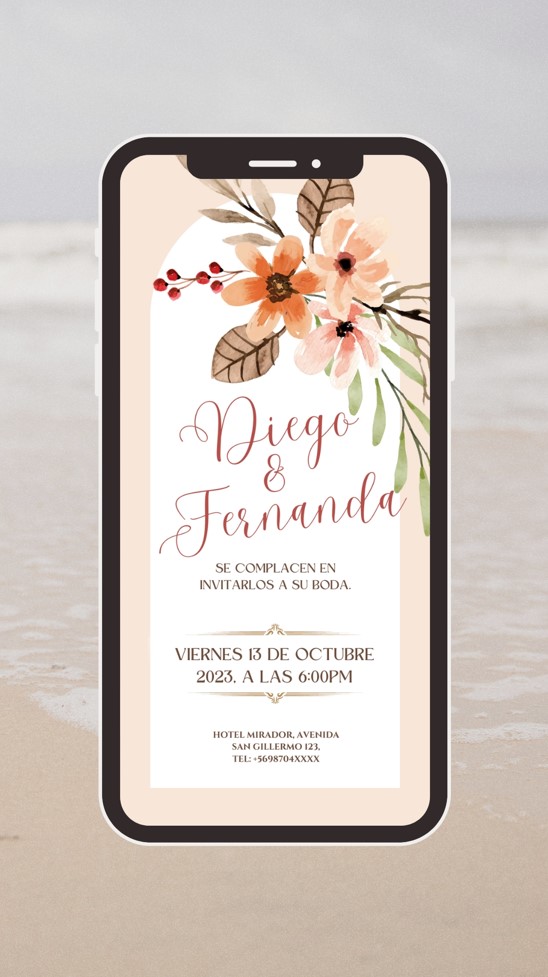 Diego
&
Fernanda
SE COMPLACEN EN
INVITARLOS A SU BODA.
VIERNES 13 DE OCTUBRE
2023. A LAS 6:00PM
HOTEL MIRADOR, AVENIDA
SAN GILLERMO 123,
TEL: +5698704XXXX